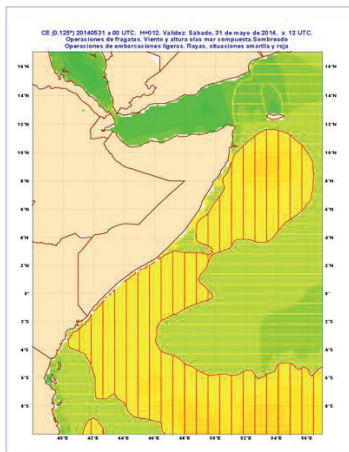 CE (0.125º) 20140531 a 00 UTC. H+012. Validez: Sábado, 31 de mayo de 2014, a 12 UTC.
Operaciones de fragatas. Viento y altura olas mar compuesta.Sombreado
Operaciones de embarcaciones ligeras. Rayas, situaciones amarilla y roja
16°N
14°N
12°N
10°N
8°N
6°N
4°N
2°N
0°
2°S
4°S
6°S
8°S
40°E 42°E 44°E 46°E 48°E 50°E 52°E 54°E 56°E